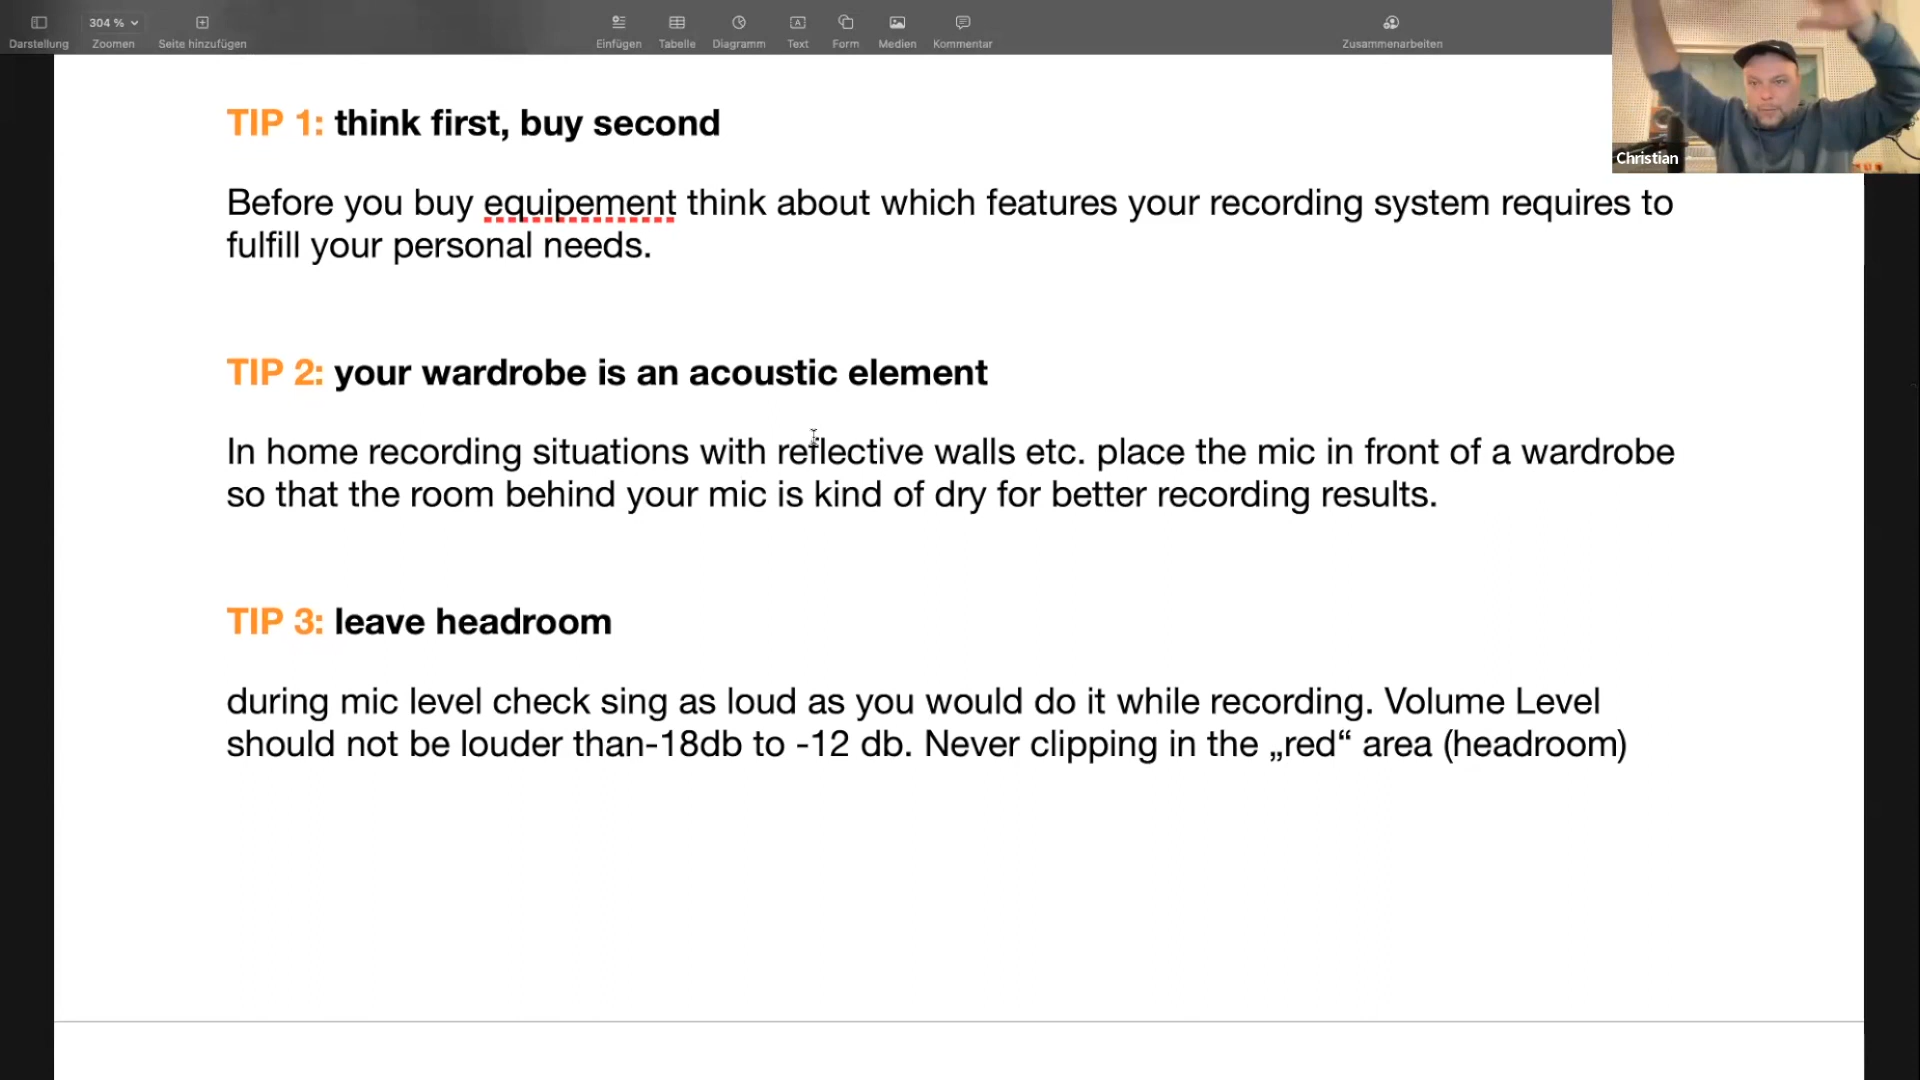 304 %
Darstellung Zoomen Seite hinzufügen Einfügen Tabelle Diagramm Text Form Medien Kommentar Zusammenarbeiten
Christian
TIP 1: think first, buy second
Before you buy equipement think about which features your recording system requires to
fulfill your personal needs.
TIP 2: your wardrobe is an acoustic element
In home recording situations with reflective walls etc. place the mic in front of a wardrobe
so that the room behind your mic is kind of dry for better recording results.
TIP 3: leave headroom
during mic level check sing as loud as you would do it while recording. Volume Level
should not be louder than-18db to -12 db. Never clipping in the „red“ area (headroom)